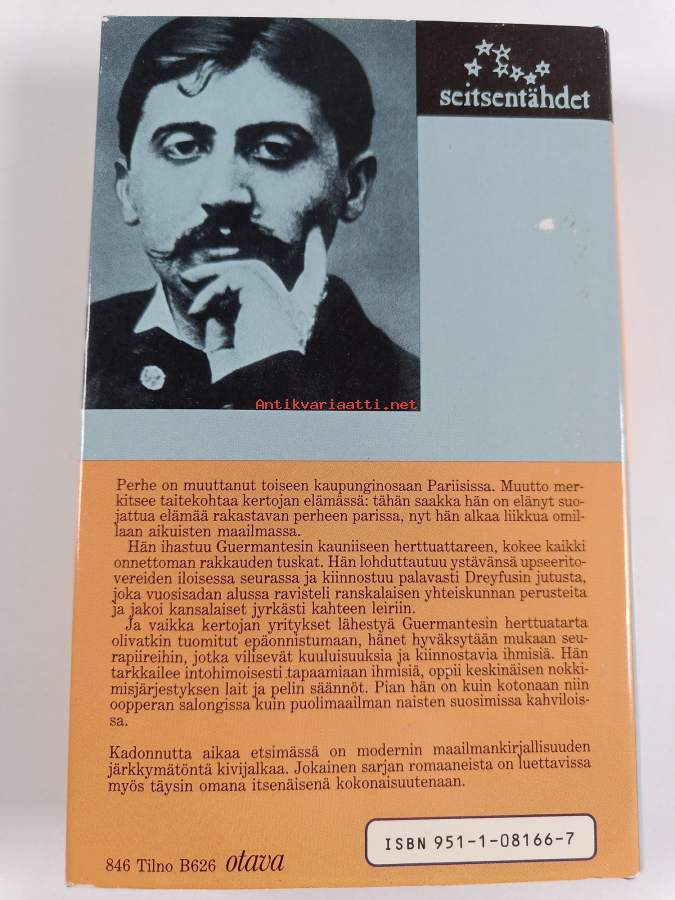 seitsentähdet
Antikvariaatti.net
Perhe on muuttanut toiseen kaupunginosaan Pariisissa. Muutto mer-
kitsee taitekohtaa kertojan elämässä: tähän saakka hän on elänyt suo-
jattua elämää rakastavan perheen parissa, nyt hän alkaa liikkua omil-
laan aikuisten maailmassa.
Hän ihastuu Guermantesin kauniiseen herttuattareen, kokee kaikki
onnettoman rakkauden tuskat. Hän lohduttautuu ystävänsä upseerito-
vereiden iloisessa seurassa ja kiinnostuu palavasti Dreyfusin jutusta,
joka vuosisadan alussa ravisteli ranskalaisen yhteiskunnan perusteita
ja jakoi kansalaiset jyrkästi kahteen leiriin.
Ja vaikka kertojan yritykset lähestyä Guermantesin herttuatarta
olivatkin tuomitut epäonnistumaan, hänet hyväksytään mukaan seu-
rapiireihin, jotka vilisevät kuuluisuuksia ja kiinnostavia ihmisiä. Hän
tarkkailee intohimoisesti tapaamiaan ihmisiä, oppii keskinäisen nokki-
misjärjestyksen lait ja pelin säännöt. Pian hän on kuin kotonaan niin
oopperan salongissa kuin puolimaailman naisten suosimissa kahvilois-
sa.
Kadonnutta aikaa etsimässä on modernin maailmankirjallisuuden
järkkymätöntä kivijalkaa. Jokainen sarjan romaaneista on luettavissa
myös täysin omana itsenäisenä kokonaisuutenaan.
ISBN 951-1-08166-7
846 Tilno B626 otava